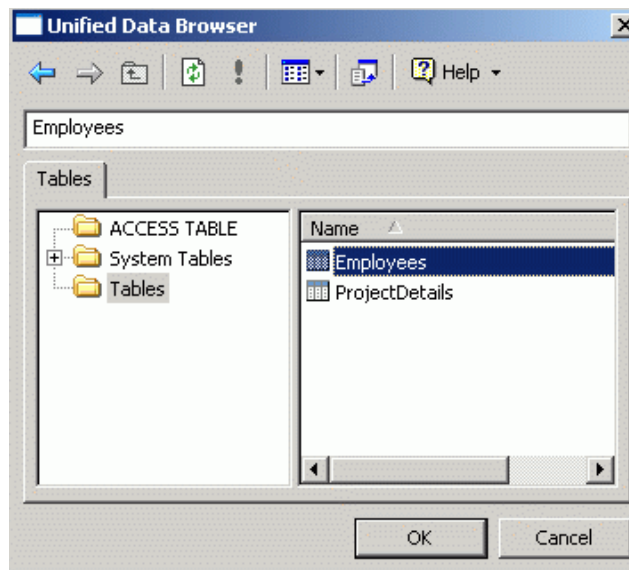 Unified Data Browser
Help
Employees
Tables
ACCESS TABLE
System Tables
Tables
Name
Employees
ProjectDetails
OK
Cancel